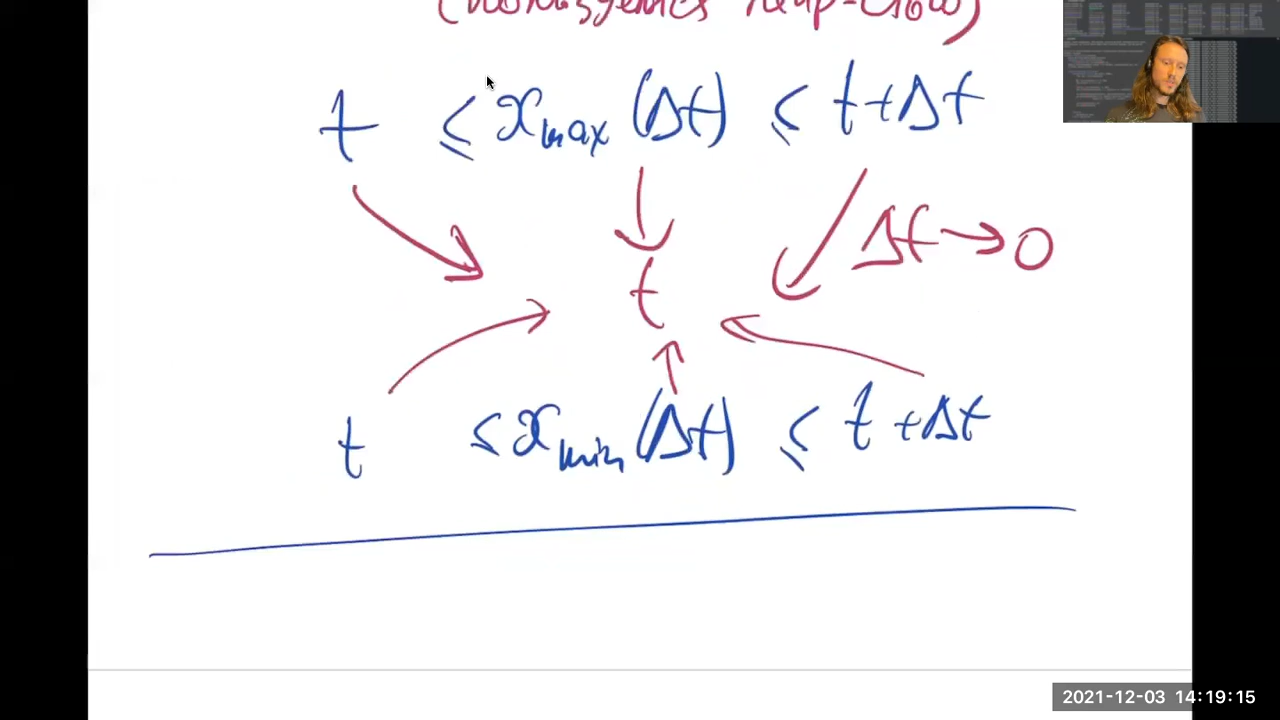 t ≤ x_max (Δt) ≤ t+Δt
Δt → 0
t
t ≤ x_min (Δt) ≤ t+Δt
2021-12-03 14:19:15